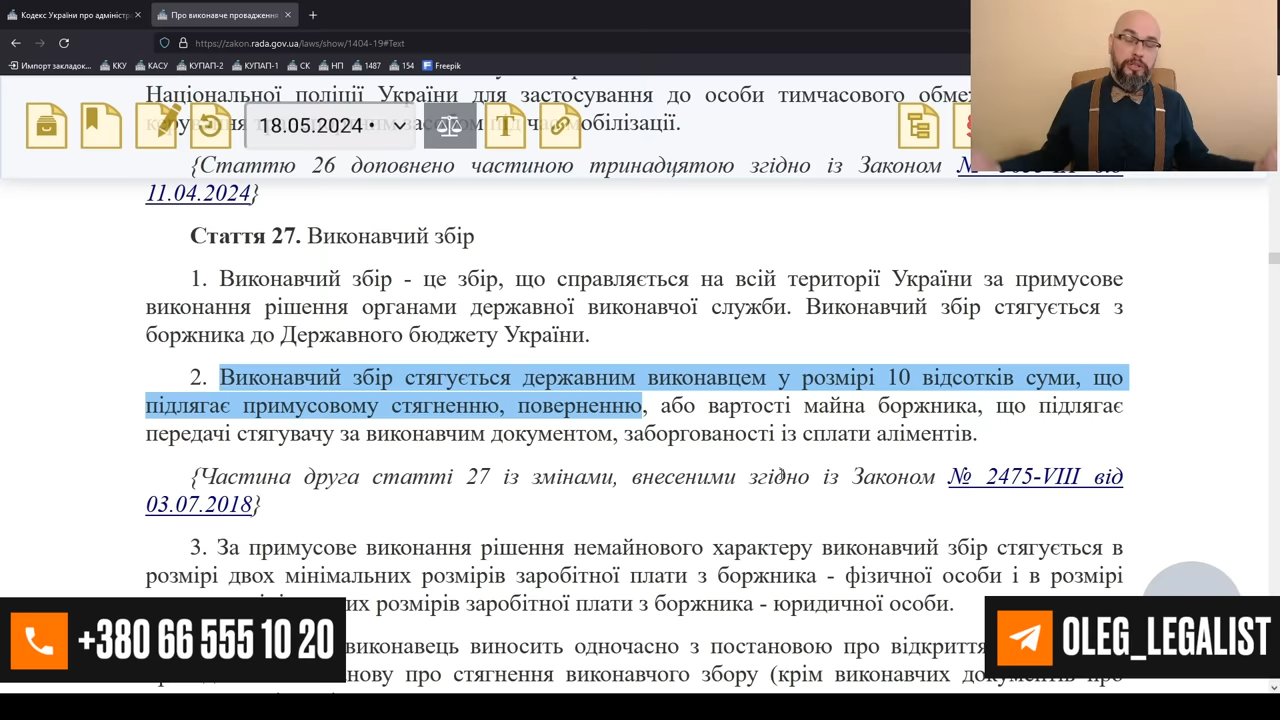 Кодекс України про адміністр
Про виконавче провадження
https://zakon.rada.gov.ua/laws/show/1404-19#Text
Импорт закладок...
ККУ
КАСУ
КУПАП-2
КУПАП-1
СК
НП
1487
154
Freepik
Національної поліції України для застосування до особи тимчасового
18.05.2024
мобілізації.
{Статтю 26 доповнено частиною тринадцятою згідно із Законом
11.04.2024}
Стаття 27. Виконавчий збір
1. Виконавчий збір - це збір, що справляється на всій території України за примусове
виконання рішення органами державної виконавчої служби. Виконавчий збір стягується з
боржника до Державного бюджету України.
2. Виконавчий збір стягується державним виконавцем у розмірі 10 відсотків суми, що
підлягає примусовому стягненню, поверненню, або вартості майна боржника, що підлягає
передачі стягувачу за виконавчим документом, заборгованості із сплати аліментів.
{Частина друга статті 27 із змінами, внесеними згідно із Законом № 2475-VIII від
03.07.2018}
3. За примусове виконання рішення немайнового характеру виконавчий збір стягується в
розмірі двох мінімальних розмірів заробітної плати з боржника - фізичної особи і в розмірі
розмірів заробітної плати з боржника - юридичної особи.
виконавець виносить одночасно з постановою про відкриття
про стягнення виконавчого збору (крім виконавчих
+380 66 555 10 20
OLEG_LEGALIST